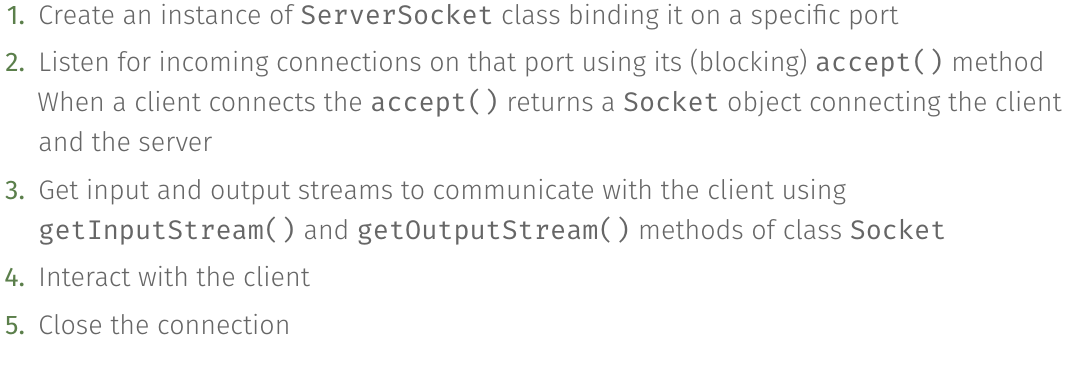 1. Create an instance of ServerSocket class binding it on a specific port
2. Listen for incoming connections on that port using its (blocking) accept() method
When a client connects the accept() returns a Socket object connecting the client
and the server
3. Get input and output streams to communicate with the client using
getInputStream() and getOutputStream() methods of class Socket
4. Interact with the client
5. Close the connection